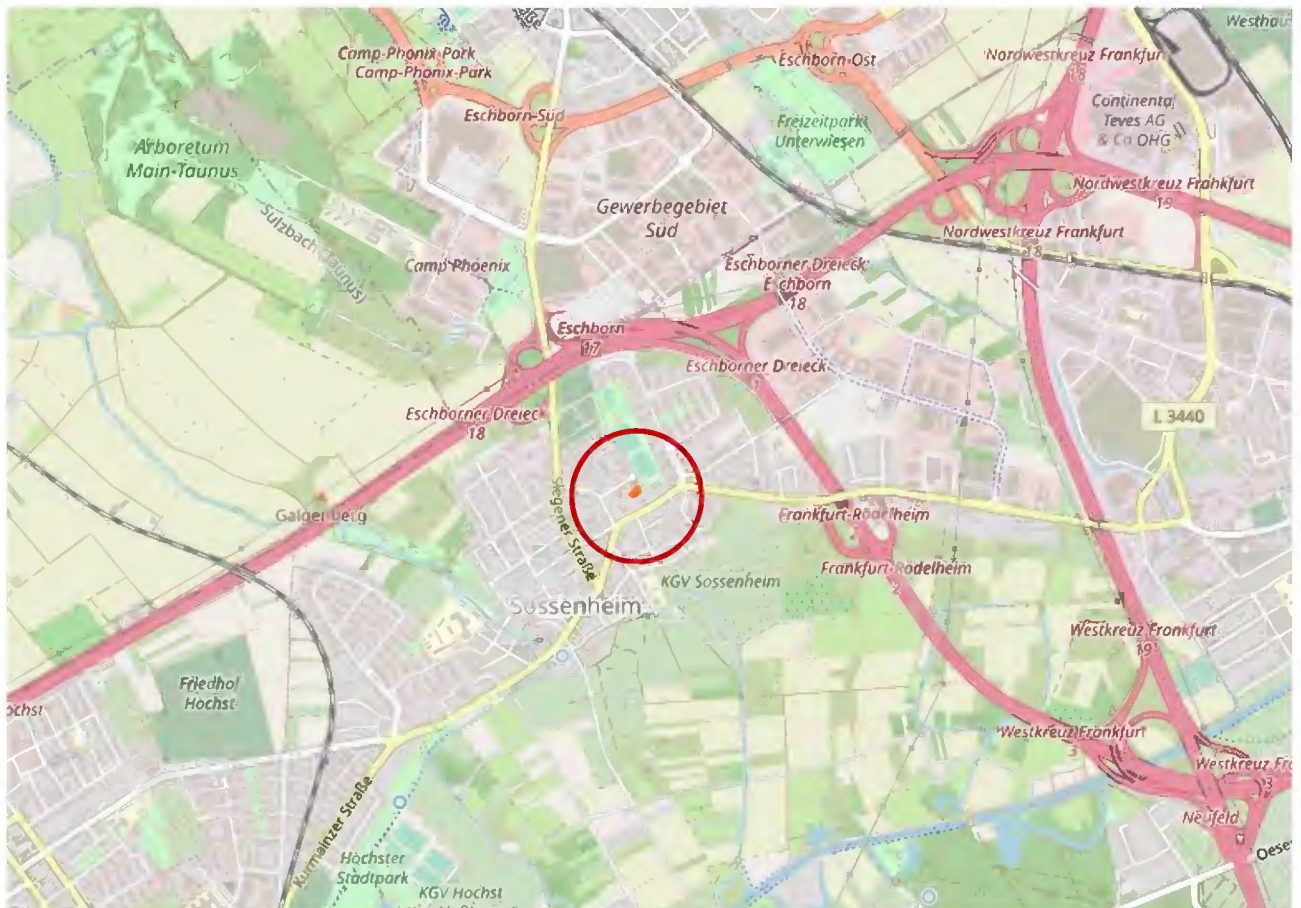 Westhau
Camp-Phönix-Park
Camp-Phönix-Park
Eschborn-Ost
Nordwestkreuz Frankfurt
18
Eschborn-Süd
Continental
Teves AG
& Co OHG
Freizeitpark
Unterwiesen
Arboretum
Main-Taunus
Nordwestkreuz Frankfurt
19
Sulzbach (Taunus)
Gewerbegebiet
Süd
Nordwestkreuz Frankfurt
18
Camp Phoenix
Eschborner Dreieck;
Eschborn
18
Eschborn
17
Eschborner Dreieck
Eschborner Dreieck
18
L 3440
Siegener Straße
Galgenberg
Frankfurt-Rödelheim
Frankfurt-Rödelheim
2
KGV Sossenheim
Sossenheim
Westkreuz Frankfurt
19
Friedhof
Höchst
öchst
Westkreuz Frankfurt
3
Westkreuz Fra
Kurmainzer Straße
Neufeld
Oeser
Höchster
Stadtpark
KGV Höchst